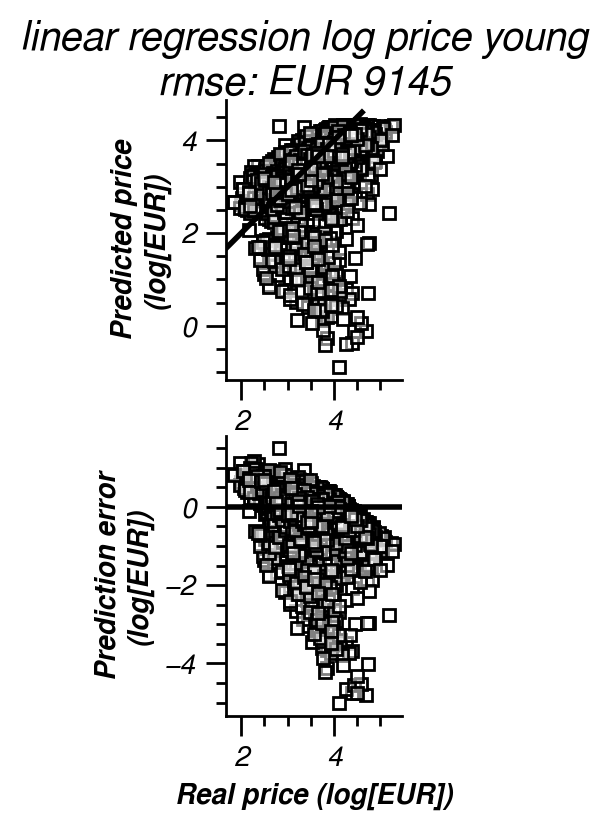 linear regression log price young
rmse: EUR 9145
Predicted price
(log[EUR])
4
2
0
2
4
Prediction error
(log[EUR])
0
−2
−4
2
4
Real price (log[EUR])